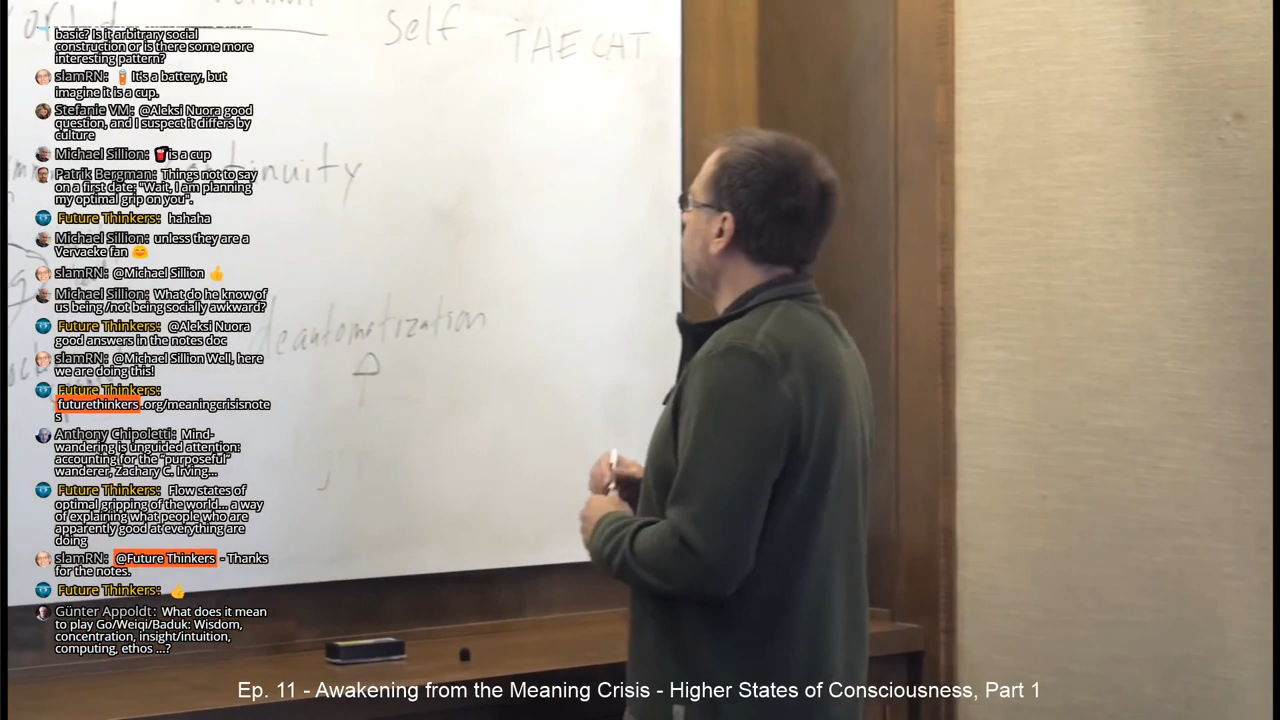 Self
TAE CAT
basic? Is it arbitrary social
construction or is there some more
interesting pattern?
slamRN: 🔋 It's a battery, but
imagine it is a cup.
Stefanie VM: @Aleksi Nuora good
question, and I suspect it differs by
culture
Michael Sillion: is a cup
Patrik Bergman: Things not to say
on a first date: "Wait, I am planning
my optimal grip on you".
Future Thinkers: hahaha
Michael Sillion: unless they are a
Vervaeke fan 🤗
slamRN: @Michael Sillion 👍
Michael Sillion: What do he know of
us being /not being socially awkward?
Future Thinkers: @Aleksi Nuora
good answers in the notes doc
slamRN: @Michael Sillion Well, here
we are doing this!
Future Thinkers:
futurethinkers.org/meaningcrisisnote
s
Anthony Chipoletti: Mind-
wandering is unguided attention:
accounting for the "purposeful"
wanderer, Zachary C. Irving...
Future Thinkers: Flow states of
optimal gripping of the world... a way
of explaining what people who are
apparently good at everything are
doing
slamRN: @Future Thinkers - Thanks
for the notes.
Future Thinkers: 👍
Günter Appoldt: What does it mean
to play Go/Weiqi/Baduk: Wisdom,
concentration, insight/intuition,
computing, ethos ...?
deautomatization
Ep. 11 - Awakening from the Meaning Crisis - Higher States of Consciousness, Part 1